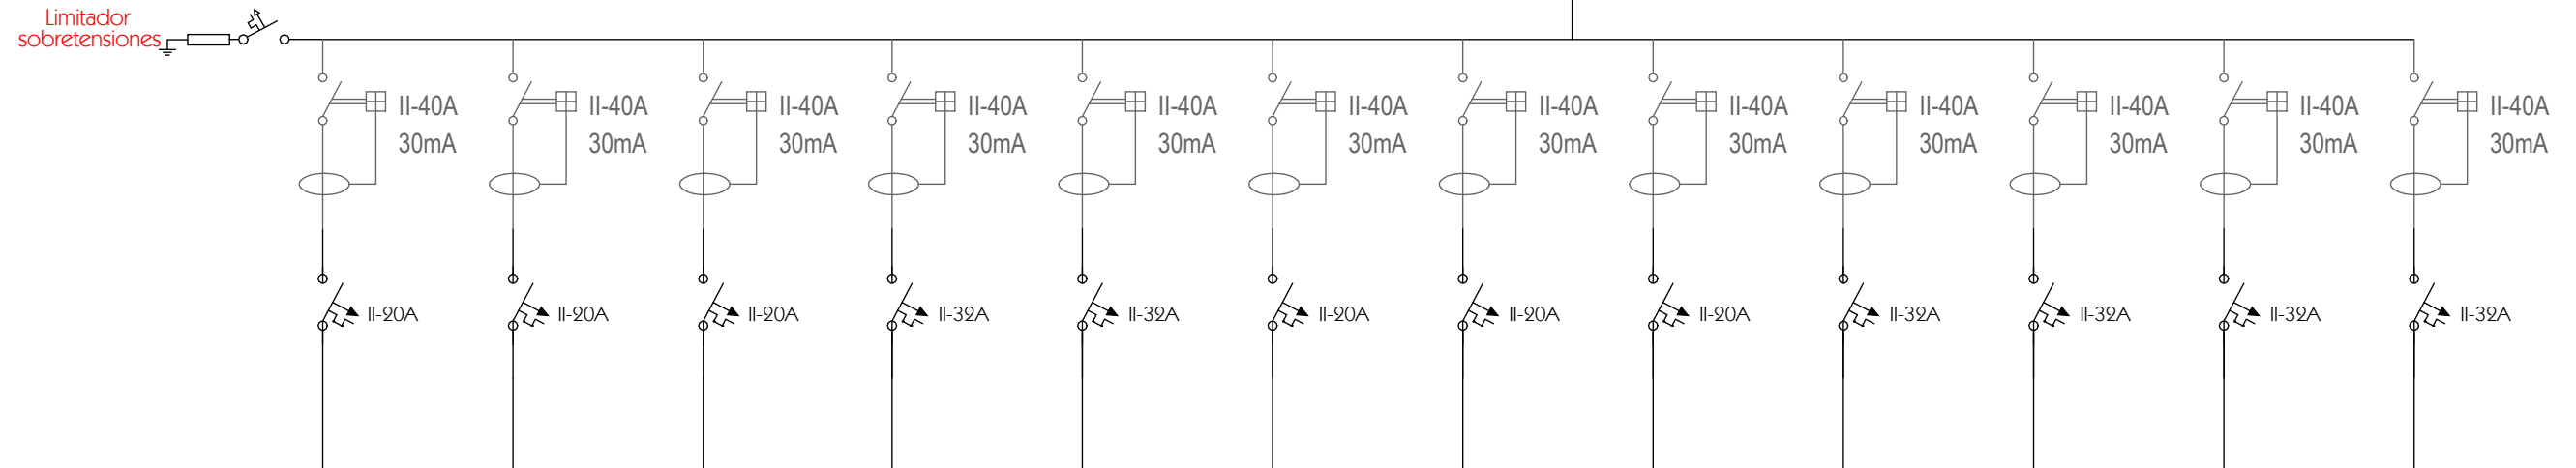 Limitador
sobretensiones
II-40A II-40A II-40A II-40A II-40A II-40A II-40A II-40A II-40A II-40A II-40A II-40A
30mA 30mA 30mA 30mA 30mA 30mA 30mA 30mA 30mA 30mA 30mA 30mA
II-20A II-20A II-20A II-32A II-32A II-20A II-20A II-20A II-32A II-32A II-32A II-32A